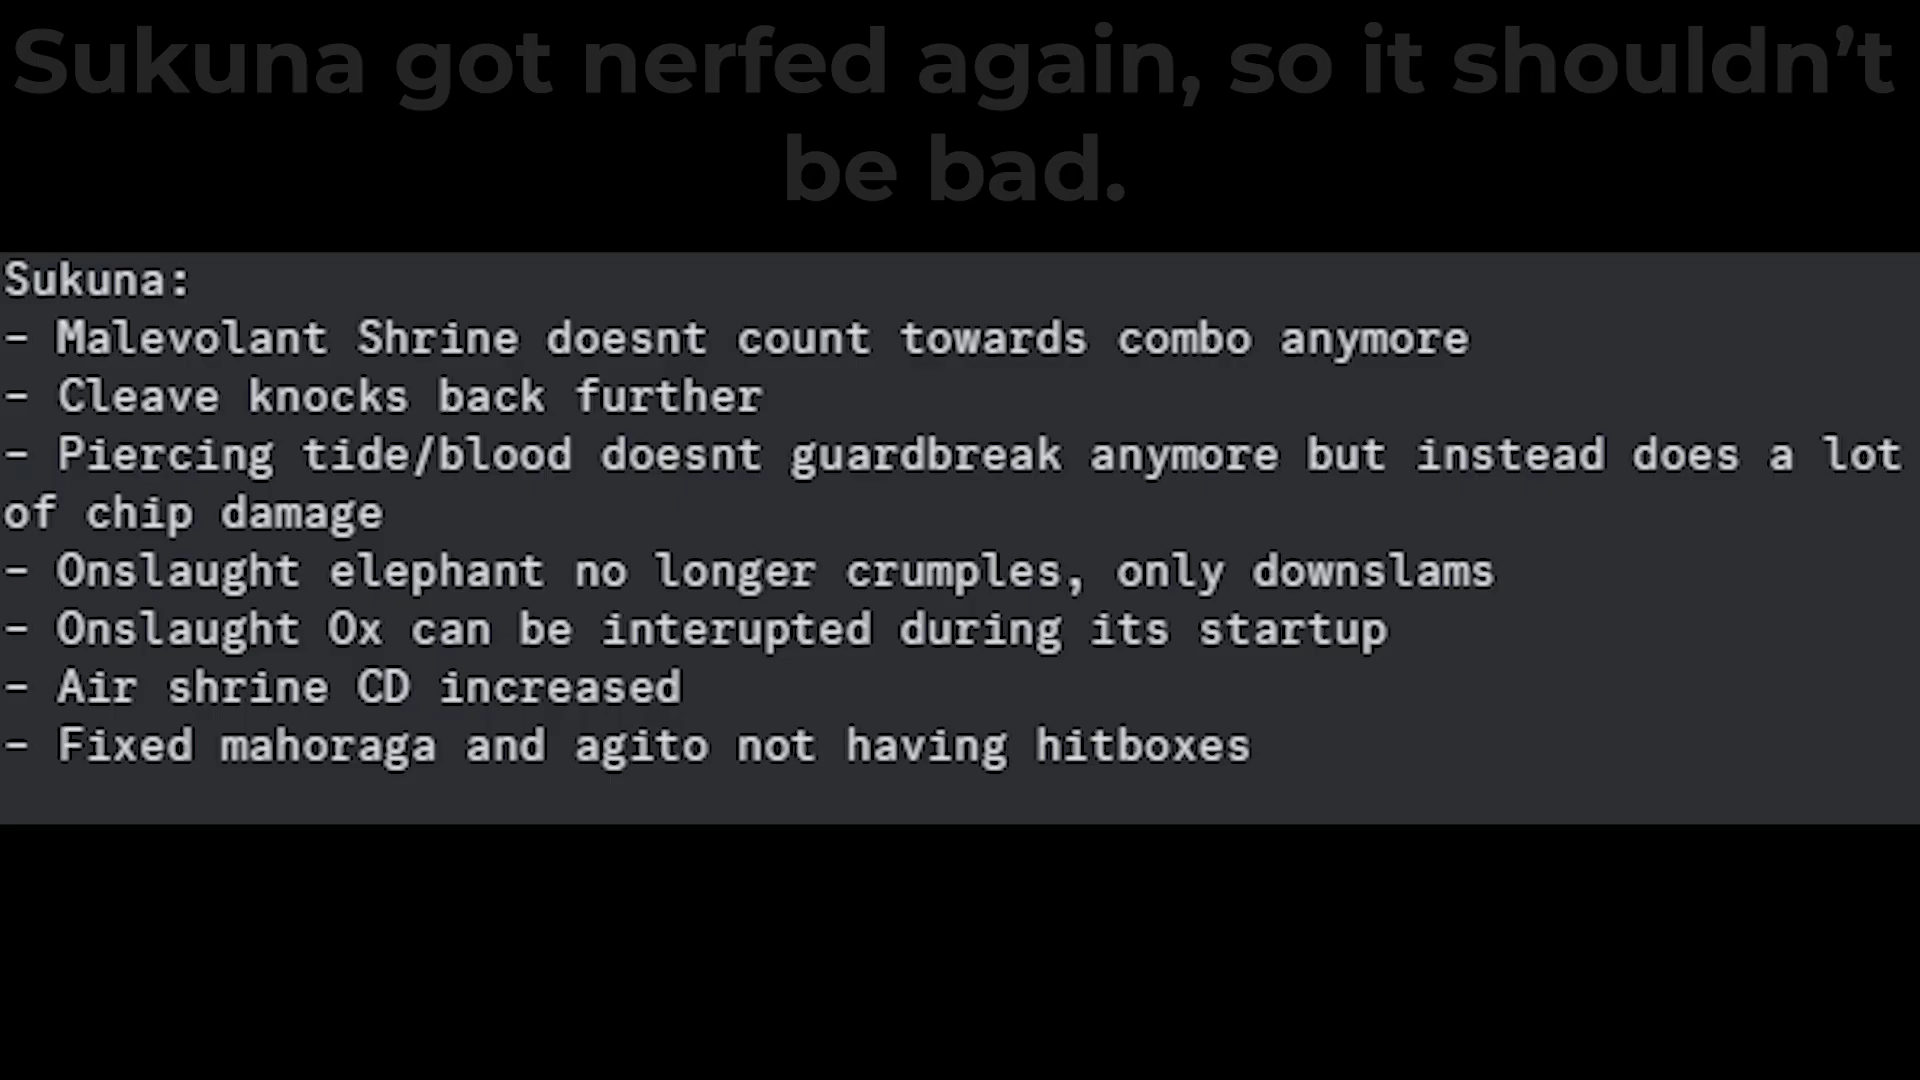 Sukuna got nerfed again, so it shouldn’t
be bad.
Sukuna:
- Malevolant Shrine doesnt count towards combo anymore
- Cleave knocks back further
- Piercing tide/blood doesnt guardbreak anymore but instead does a lot
of chip damage
- Onslaught elephant no longer crumples, only downslams
- Onslaught Ox can be interupted during its startup
- Air shrine CD increased
- Fixed mahoraga and agito not having hitboxes